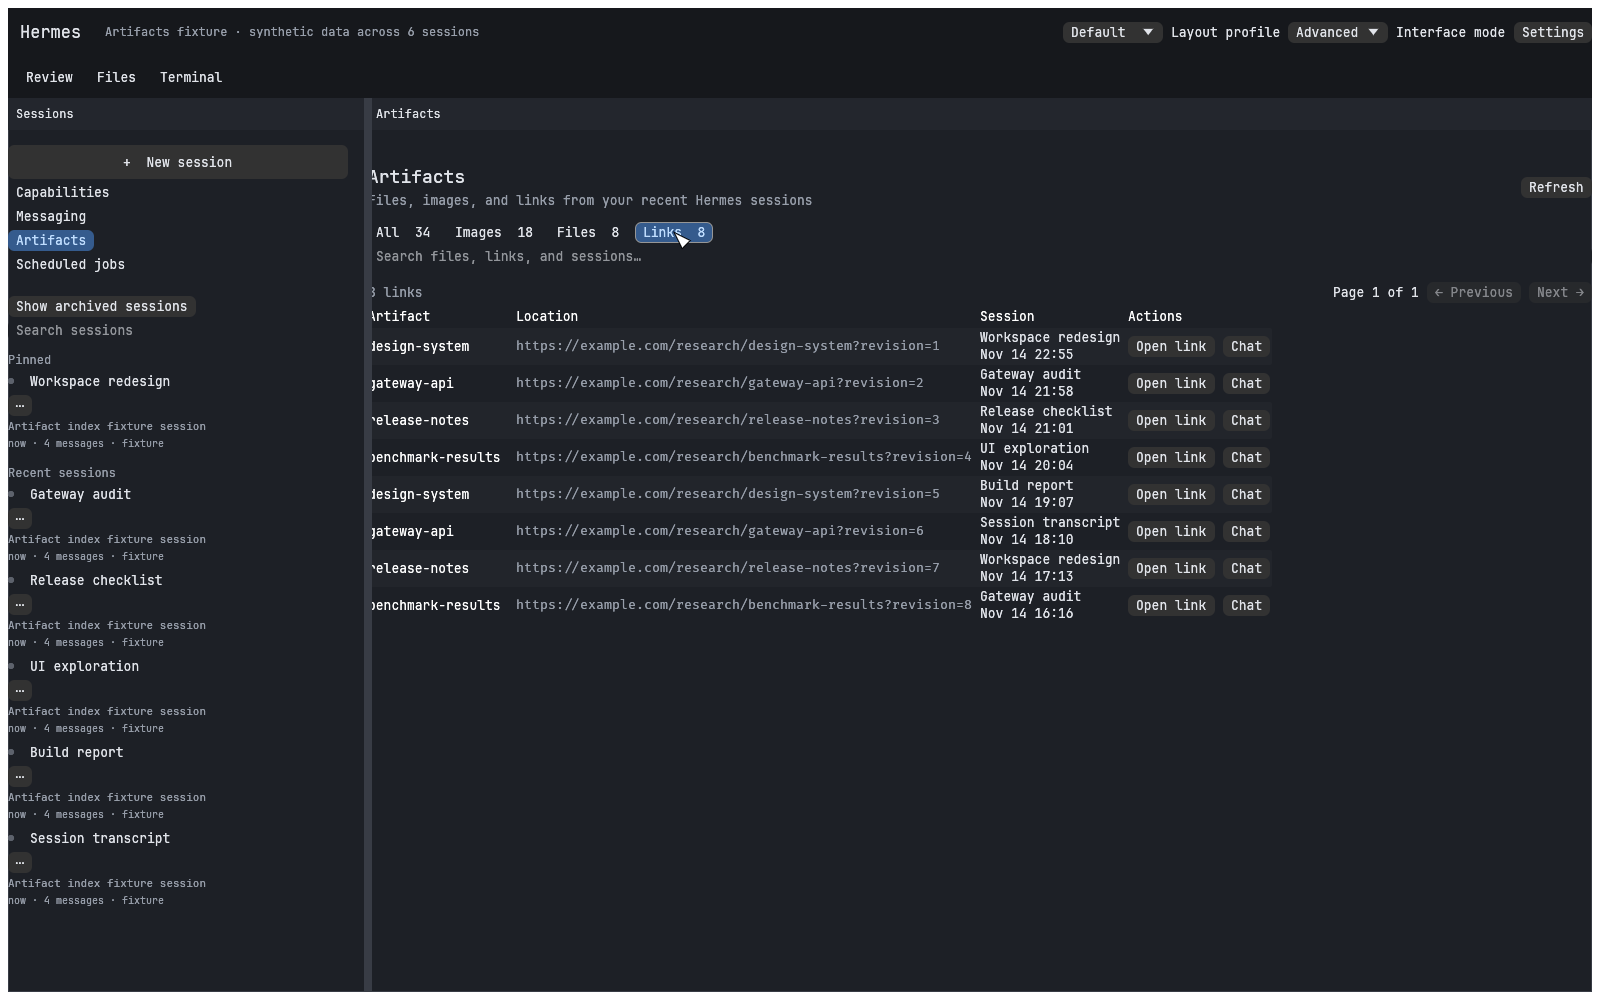 Hermes Artifacts fixture · synthetic data across 6 sessions Default Layout profile Advanced Interface mode Settings
Review Files Terminal
Sessions
+ New session
Capabilities
Messaging
Artifacts
Scheduled jobs
Show archived sessions
Search sessions
Pinned
Workspace redesign
…
Artifact index fixture session
now · 4 messages · fixture
Recent sessions
Gateway audit
…
Artifact index fixture session
now · 4 messages · fixture
Release checklist
…
Artifact index fixture session
now · 4 messages · fixture
UI exploration
…
Artifact index fixture session
now · 4 messages · fixture
Build report
…
Artifact index fixture session
now · 4 messages · fixture
Session transcript
…
Artifact index fixture session
now · 4 messages · fixture
Artifacts
Artifacts
Files, images, and links from your recent Hermes sessions
Refresh
All 34 Images 18 Files 8 Links 8
Search files, links, and sessions…
8 links Page 1 of 1 ← Previous Next →
Artifact Location Session Actions
design-system https://example.com/research/design-system?revision=1 Workspace redesign Open link Chat
Nov 14 22:55
gateway-api https://example.com/research/gateway-api?revision=2 Gateway audit Open link Chat
Nov 14 21:58
release-notes https://example.com/research/release-notes?revision=3 Release checklist Open link Chat
Nov 14 21:01
benchmark-results https://example.com/research/benchmark-results?revision=4 UI exploration Open link Chat
Nov 14 20:04
design-system https://example.com/research/design-system?revision=5 Build report Open link Chat
Nov 14 19:07
gateway-api https://example.com/research/gateway-api?revision=6 Session transcript Open link Chat
Nov 14 18:10
release-notes https://example.com/research/release-notes?revision=7 Workspace redesign Open link Chat
Nov 14 17:13
benchmark-results https://example.com/research/benchmark-results?revision=8 Gateway audit Open link Chat
Nov 14 16:16